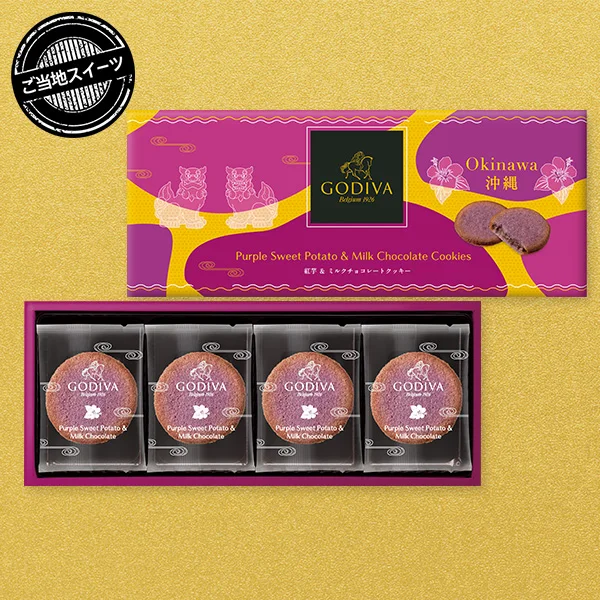 ご当地スイーツ
GODIVA
Belgium 1926
Okinawa
沖縄
Purple Sweet Potato & Milk Chocolate Cookies
紅芋 & ミルクチョコレートクッキー
GODIVA
Belgium 1926
Purple Sweet Potato &
Milk Chocolate
GODIVA
Belgium 1926
Purple Sweet Potato &
Milk Chocolate
GODIVA
Belgium 1926
Purple Sweet Potato &
Milk Chocolate
GODIVA
Belgium 1926
Purple Sweet Potato &
Milk Chocolate